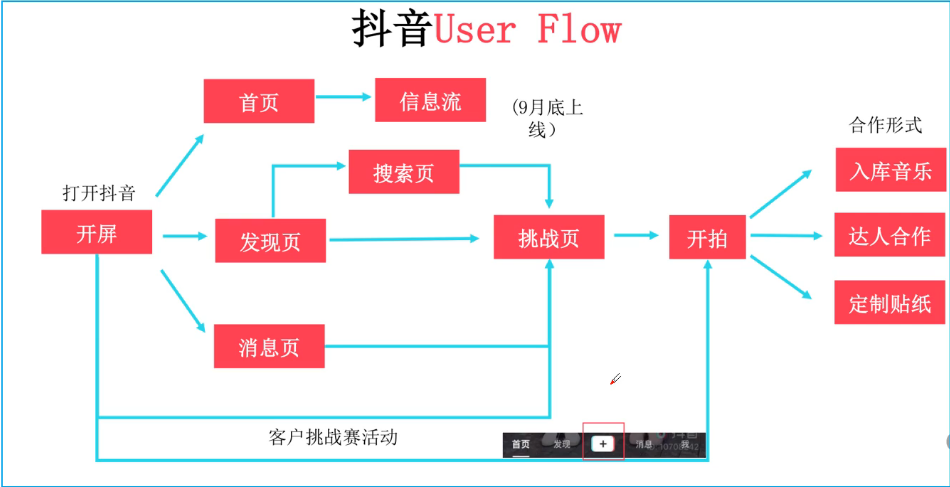 抖音User Flow
首页
信息流
(9月底上
线）
合作形式
搜索页
入库音乐
打开抖音
开屏
发现页
挑战页
开拍
达人合作
定制贴纸
消息页
客户挑战赛活动
首页 发现 + 消息 我
抖音